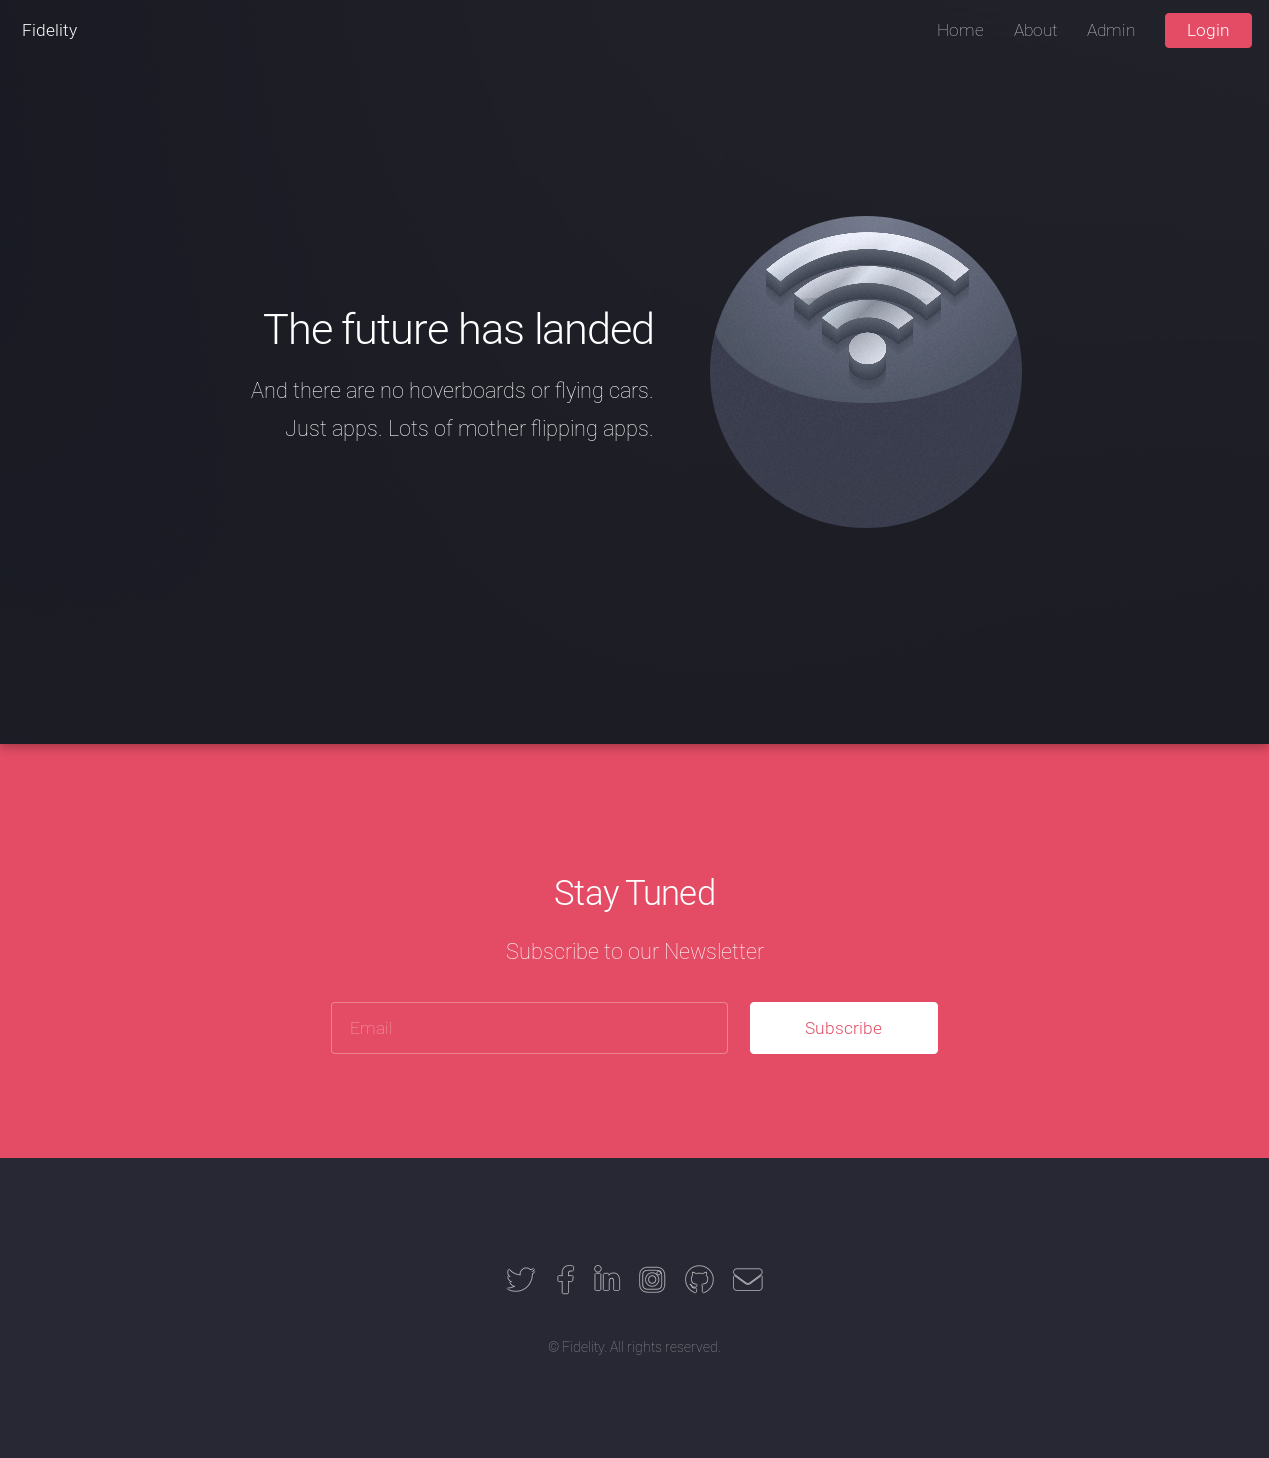 Fidelity
Home About Admin Login
The future has landed
And there are no hoverboards or flying cars.
Just apps. Lots of mother flipping apps.
Stay Tuned
Subscribe to our Newsletter
Email Subscribe
© Fidelity. All rights reserved.